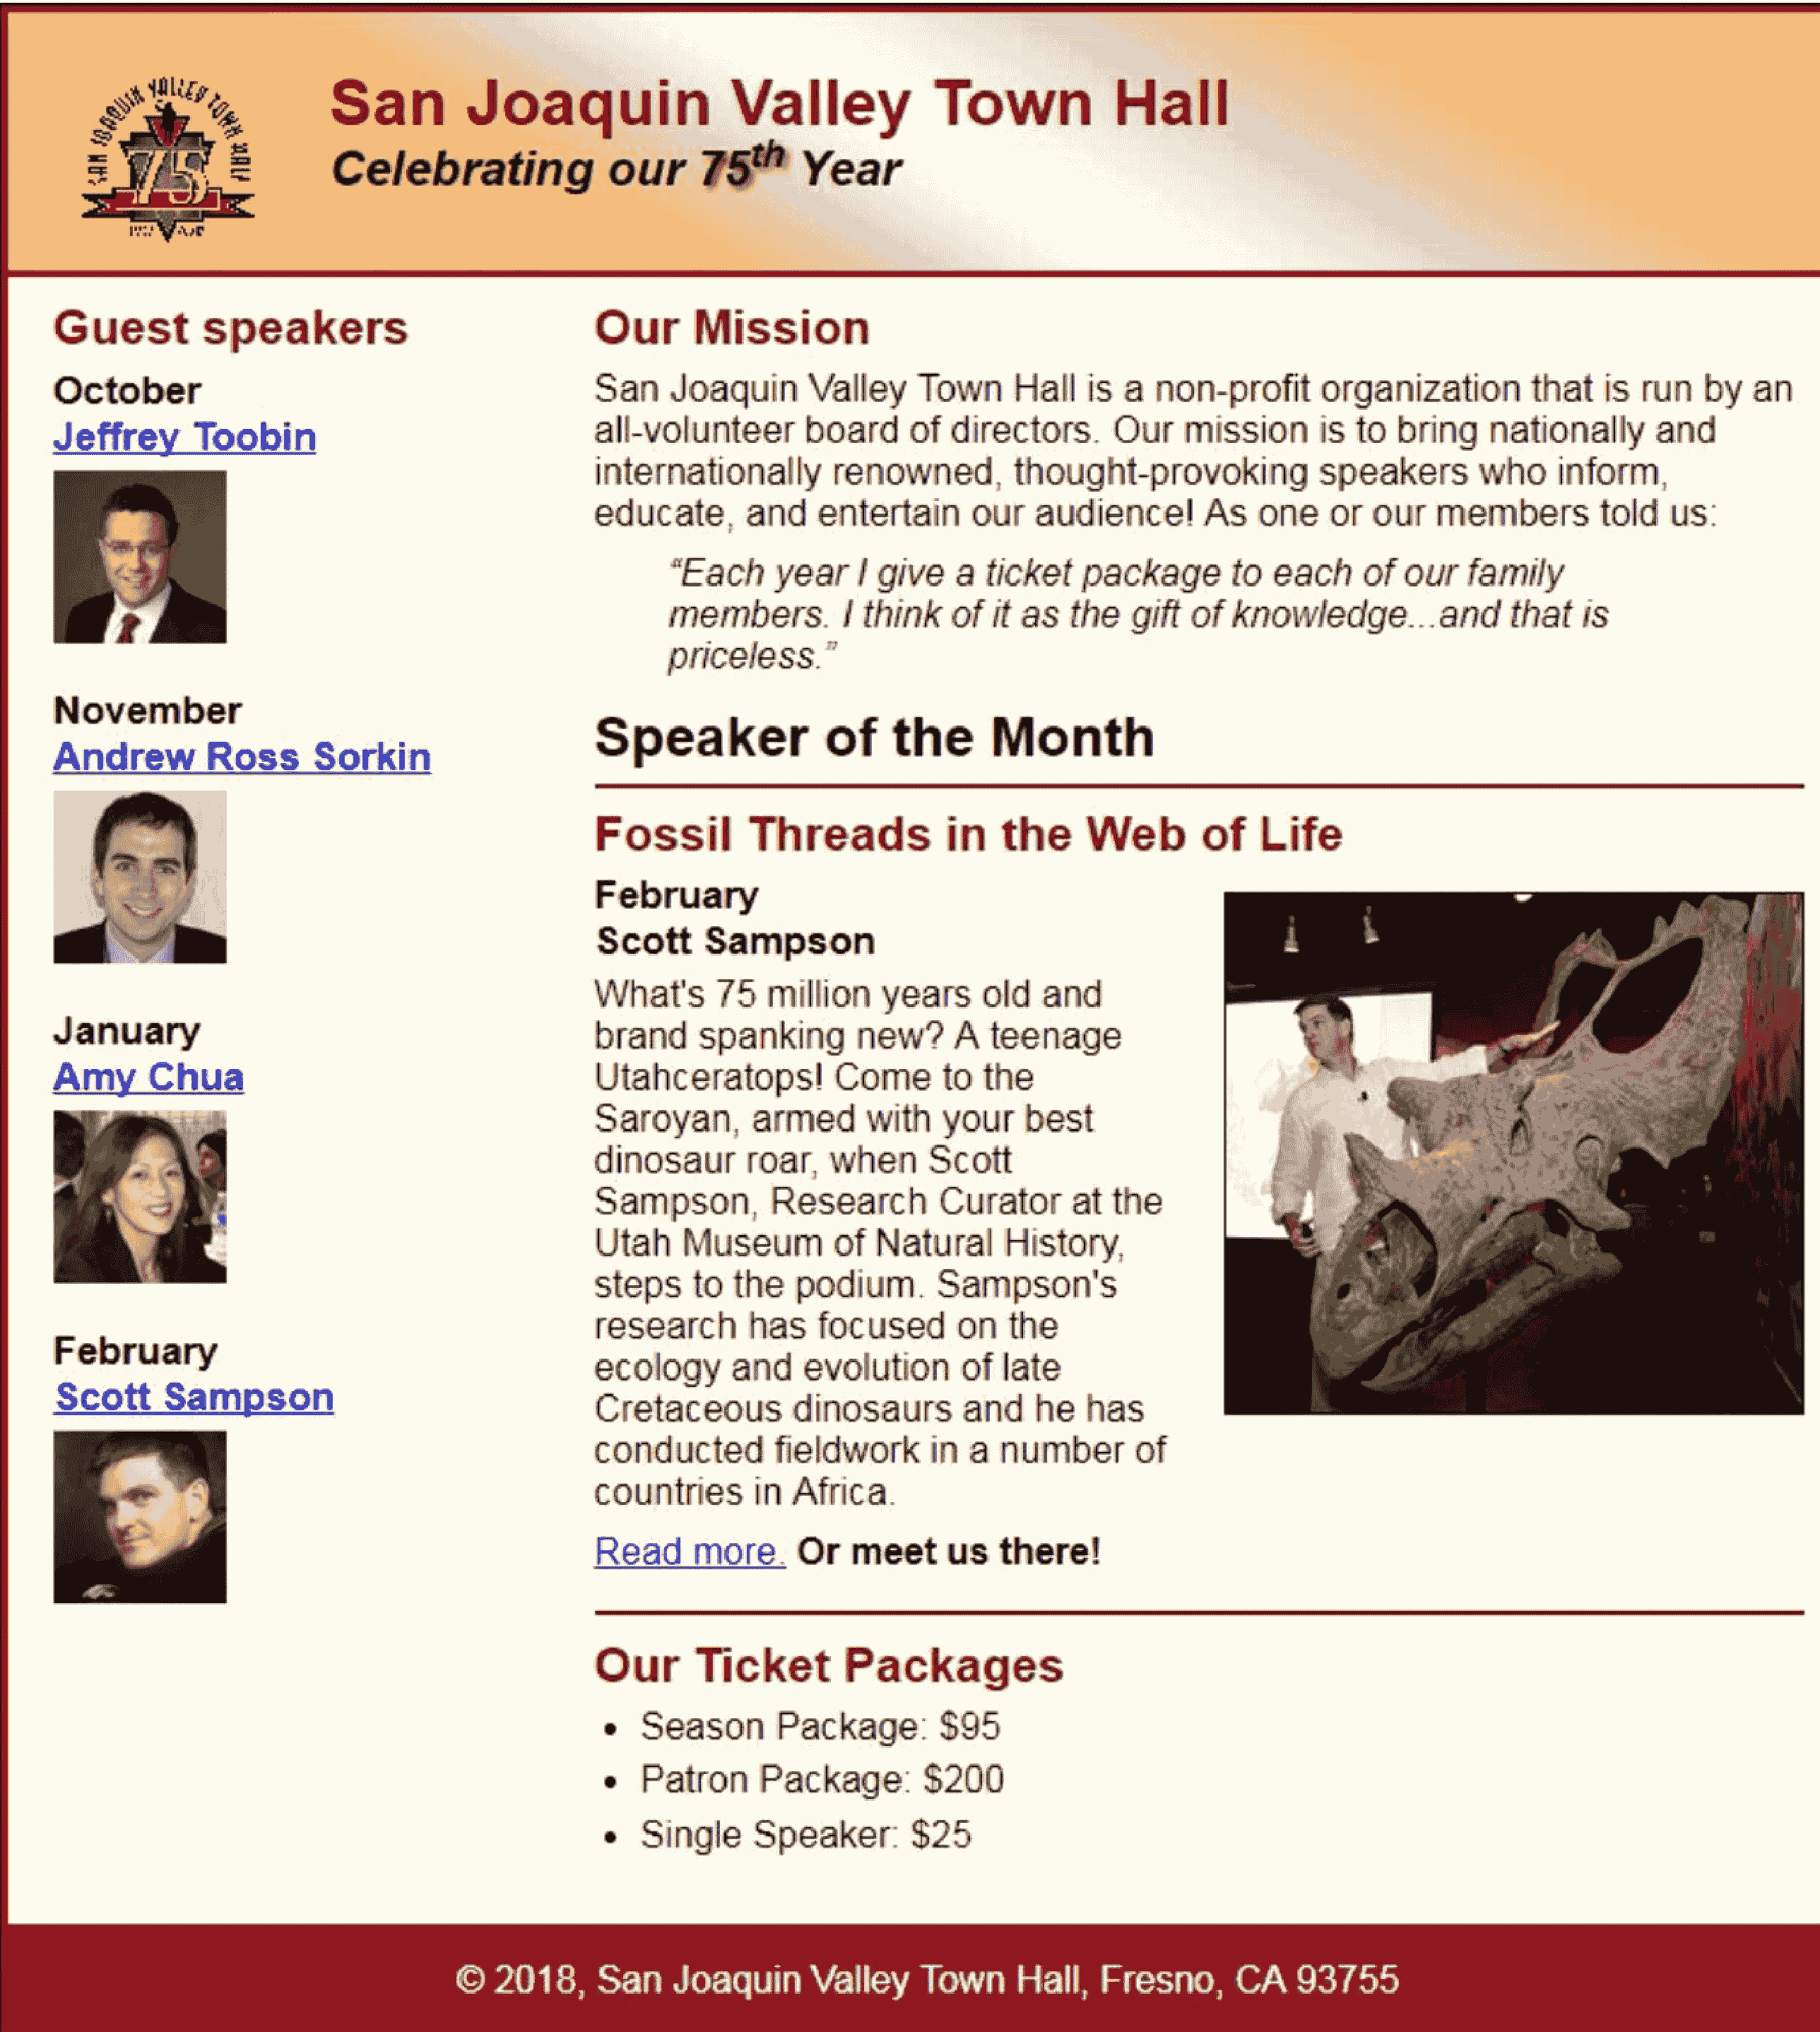 SAN JOAQUIN VALLEY TOWN HALL
75
San Joaquin Valley Town Hall
Celebrating our 75th Year
Guest speakers
October
Jeffrey Toobin
November
Andrew Ross Sorkin
January
Amy Chua
February
Scott Sampson
Our Mission
San Joaquin Valley Town Hall is a non-profit organization that is run by an
all-volunteer board of directors. Our mission is to bring nationally and
internationally renowned, thought-provoking speakers who inform,
educate, and entertain our audience! As one or our members told us:
“Each year I give a ticket package to each of our family
members. I think of it as the gift of knowledge...and that is
priceless.”
Speaker of the Month
Fossil Threads in the Web of Life
February
Scott Sampson
What's 75 million years old and
brand spanking new? A teenage
Utahceratops! Come to the
Saroyan, armed with your best
dinosaur roar, when Scott
Sampson, Research Curator at the
Utah Museum of Natural History,
steps to the podium. Sampson's
research has focused on the
ecology and evolution of late
Cretaceous dinosaurs and he has
conducted fieldwork in a number of
countries in Africa.
Read more. Or meet us there!
Our Ticket Packages
• Season Package: $95
• Patron Package: $200
• Single Speaker: $25
© 2018, San Joaquin Valley Town Hall, Fresno, CA 93755